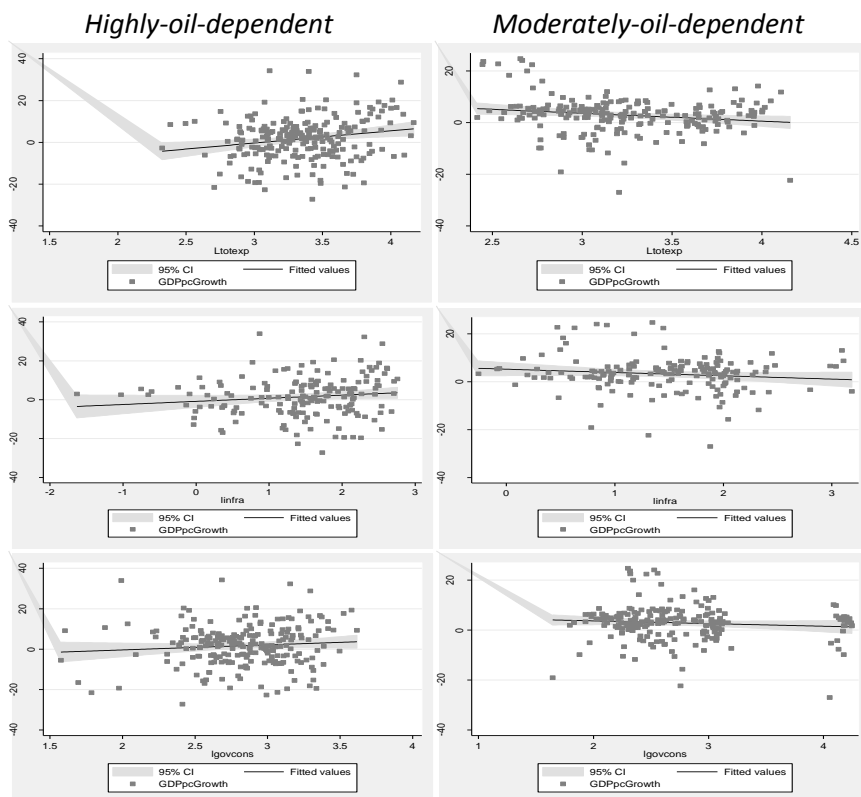 Highly-oil-dependent Moderately-oil-dependent
40
20
0
-20
-40
1.5 2 2.5 3 3.5 4
Ltotexp
95% CI Fitted values
GDPpcGrowth
20
0
-20
-40
2.5 3 3.5 4 4.5
Ltotexp
95% CI Fitted values
GDPpcGrowth
40
20
0
-20
-40
-2 -1 0 1 2 3
linfra
95% CI Fitted values
GDPpcGrowth
20
0
-20
-40
0 1 2 3
linfra
95% CI Fitted values
GDPpcGrowth
40
20
0
-20
-40
1.5 2 2.5 3 3.5 4
lgovcons
95% CI Fitted values
GDPpcGrowth
20
0
-20
-40
1 2 3 4
lgovcons
95% CI Fitted values
GDPpcGrowth